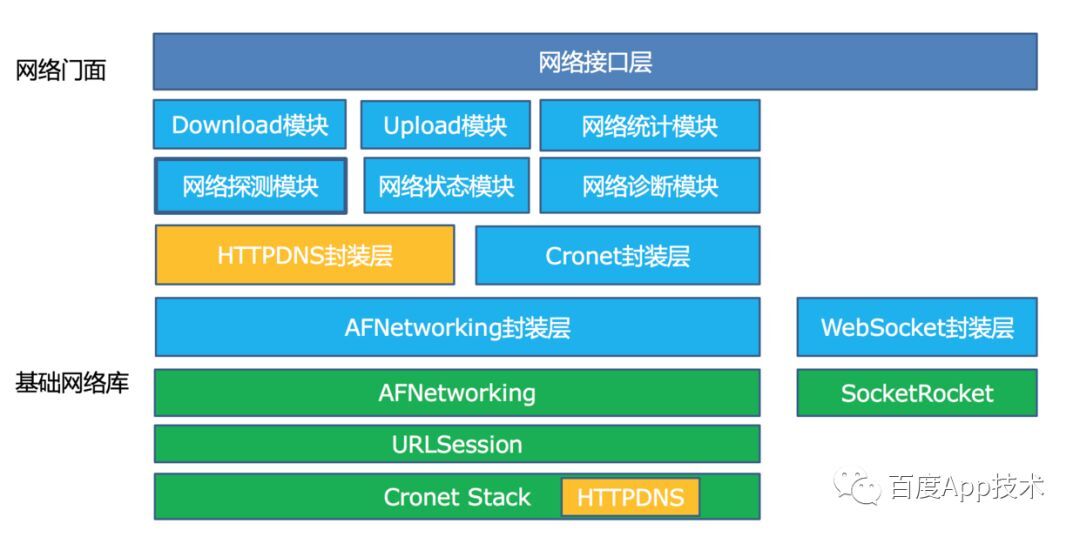 网络门面
网络接口层
Download模块
Upload模块
网络统计模块
网络探测模块
网络状态模块
网络诊断模块
HTTPDNS封装层
Cronet封装层
AFNetworking封装层
WebSocket封装层
基础网络库
AFNetworking
SocketRocket
URLSession
Cronet Stack
HTTPDNS
百度App技术